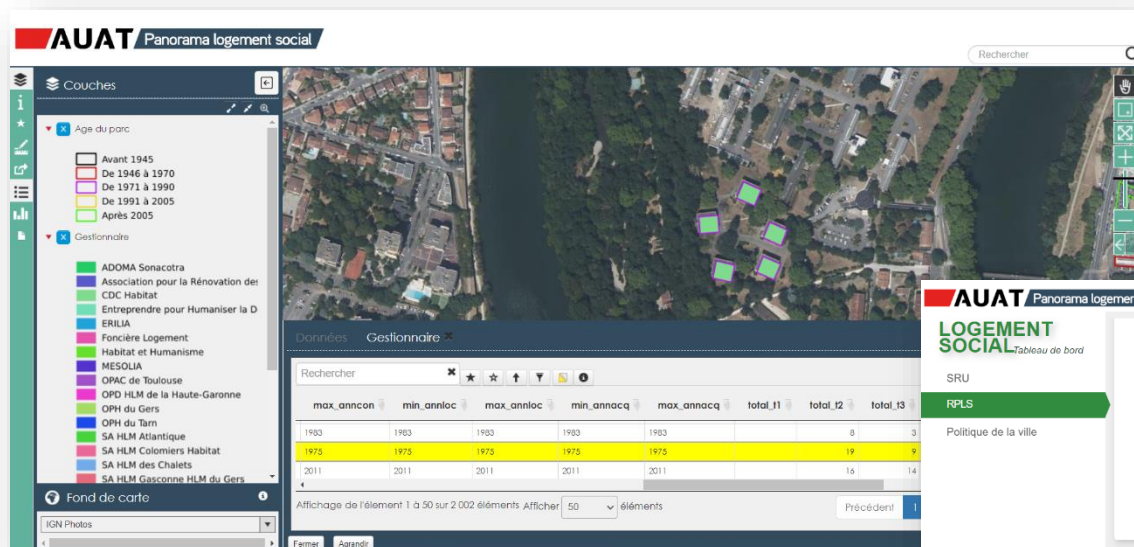 AUAT Panorama logement social
Rechercher
Couches
Age du parc
Avant 1945
De 1946 à 1970
De 1971 à 1990
De 1991 à 2005
Après 2005
Gestionnaire
ADOMA Sonacotra
Association pour la Rénovation des
CDC Habitat
Entreprendre pour Humaniser la D
ERILIA
Foncière Logement
Habitat et Humanisme
MESOLIA
OPAC de Toulouse
OPD HLM de la Haute-Garonne
OPH du Gers
OPH du Tarn
SA HLM Atlantique
SA HLM Colomiers Habitat
SA HLM des Chalets
SA HLM Gasconne HLM du Gers
Fond de carte
IGN Photos
Données Gestionnaire
Rechercher
max_anncon min_annloc max_annloc min_annacq max_annacq total_t1 total_t2 total_t3
1983 1983 1983 1983 1983 8 3
1975 1975 1975 1975 1975 19 9
2011 2011 2011 2011 2011 16 14
Affichage de l'élement 1 à 50 sur 2 002 éléments Afficher 50 éléments Précédent 1
Fermer Agrandir
AUAT Panorama logemen
LOGEMENT
SOCIAL Tableau de bord
SRU
RPLS
Politique de la ville